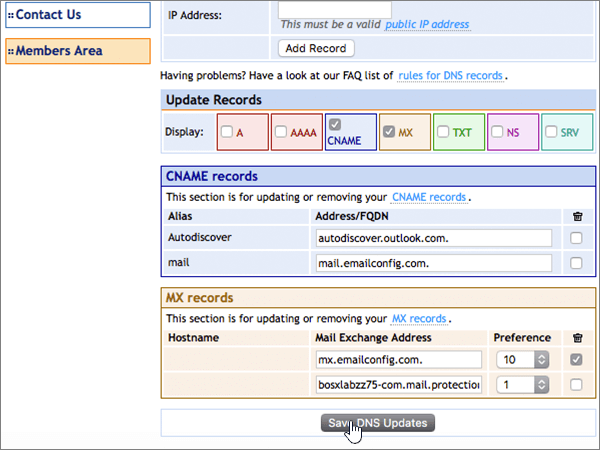 Contact Us
Members Area
IP Address:
This must be a valid public IP address
Add Record
Having problems? Have a look at our FAQ list of rules for DNS records .
Update Records
Display: A AAAA CNAME MX TXT NS SRV
CNAME records
This section is for updating or removing your CNAME records .
Alias Address/FQDN
Autodiscover autodiscover.outlook.com.
mail mail.emailconfig.com.
MX records
This section is for updating or removing your MX records .
Hostname Mail Exchange Address Preference
mx.emailconfig.com. 10
bosxlabzz75-com.mail.protection 1
Save DNS Updates